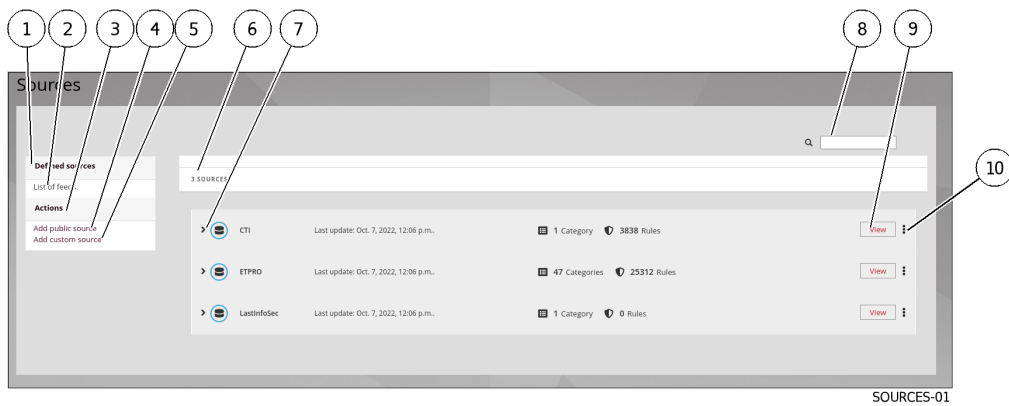 1 2 3 4 5 6 7 8 9
Sources
Defined sources
List of feeds.
3 SOURCES
10
Actions
Add public source
Add custom source
CTI Last update: Oct. 7, 2022, 12:06 p.m.. 1 Category 3838 Rules View
ETPRO Last update: Oct. 7, 2022, 12:06 p.m.. 47 Categories 25312 Rules View
LastInfoSec Last update: Oct. 7, 2022, 12:06 p.m.. 1 Category 0 Rules View
SOURCES-01